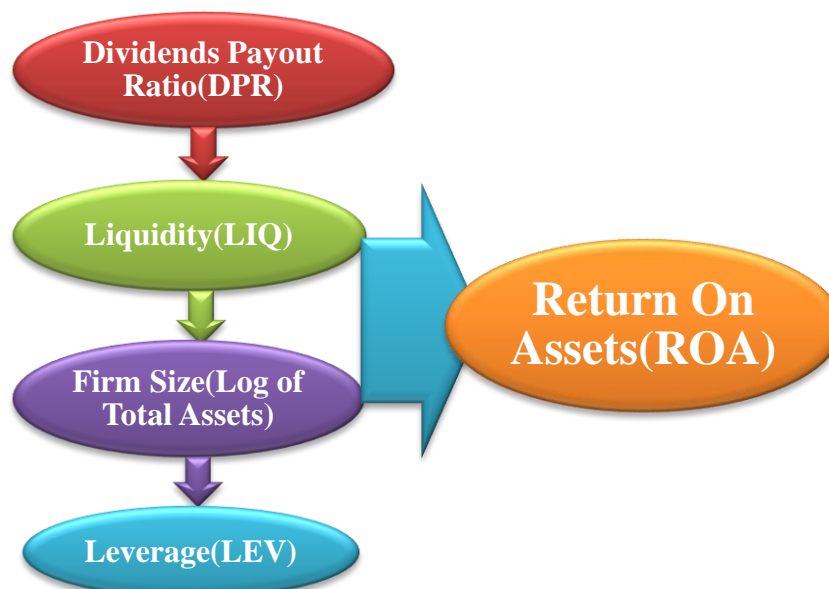 Dividends Payout
Ratio(DPR)
Liquidity(LIQ)
Firm Size(Log of
Total Assets)
Leverage(LEV)
Return On
Assets(ROA)